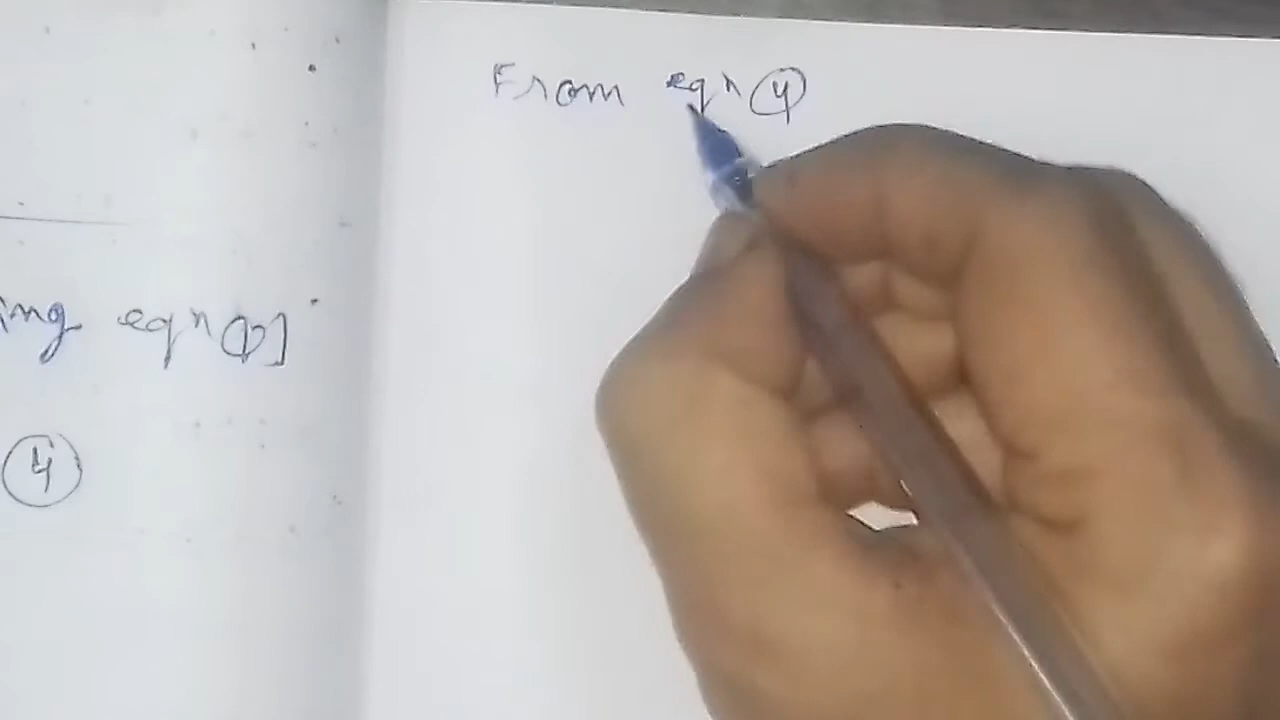 ing eqn ①]
④
From eqn ④